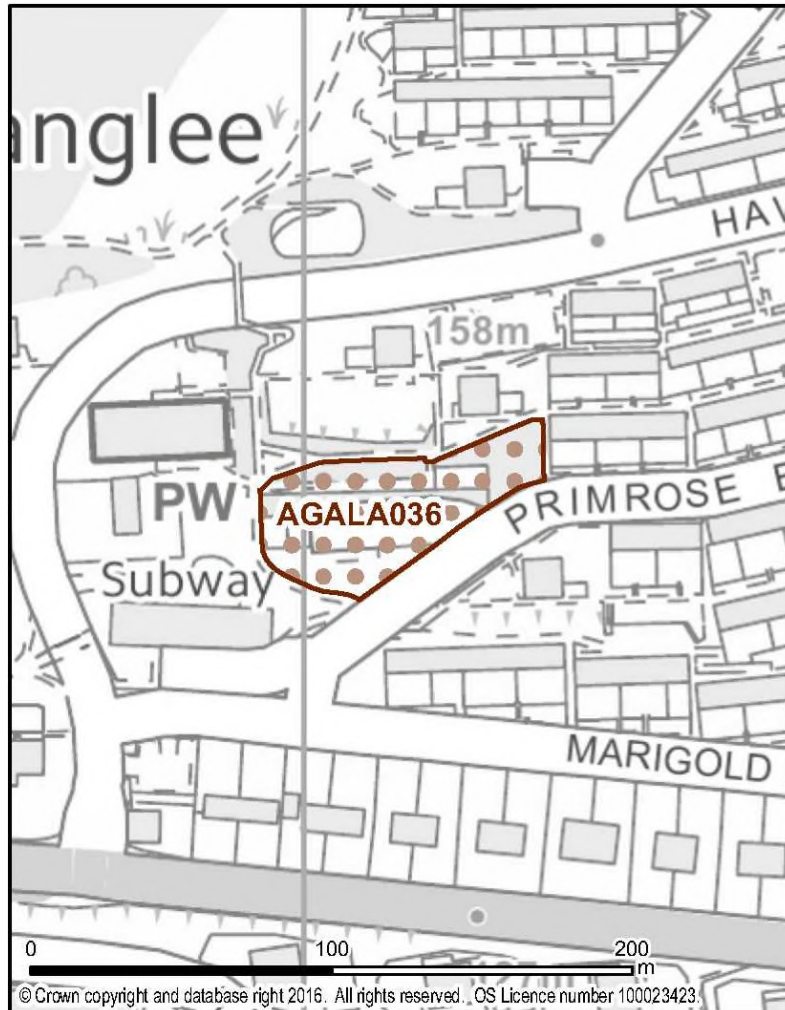 anglee
HAW
158m
PW
AGALA036
PRIMROSE B
Subway
MARIGOLD
0 100 200
m
© Crown copyright and database right 2016. All rights reserved. OS Licence number 100023423.